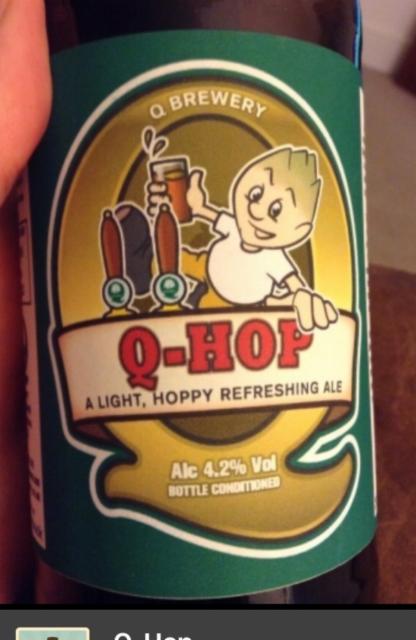 Q BREWERY
Q-HOP
A LIGHT, HOPPY REFRESHING ALE
Alc 4.2% Vol
BOTTLE CONDITIONED